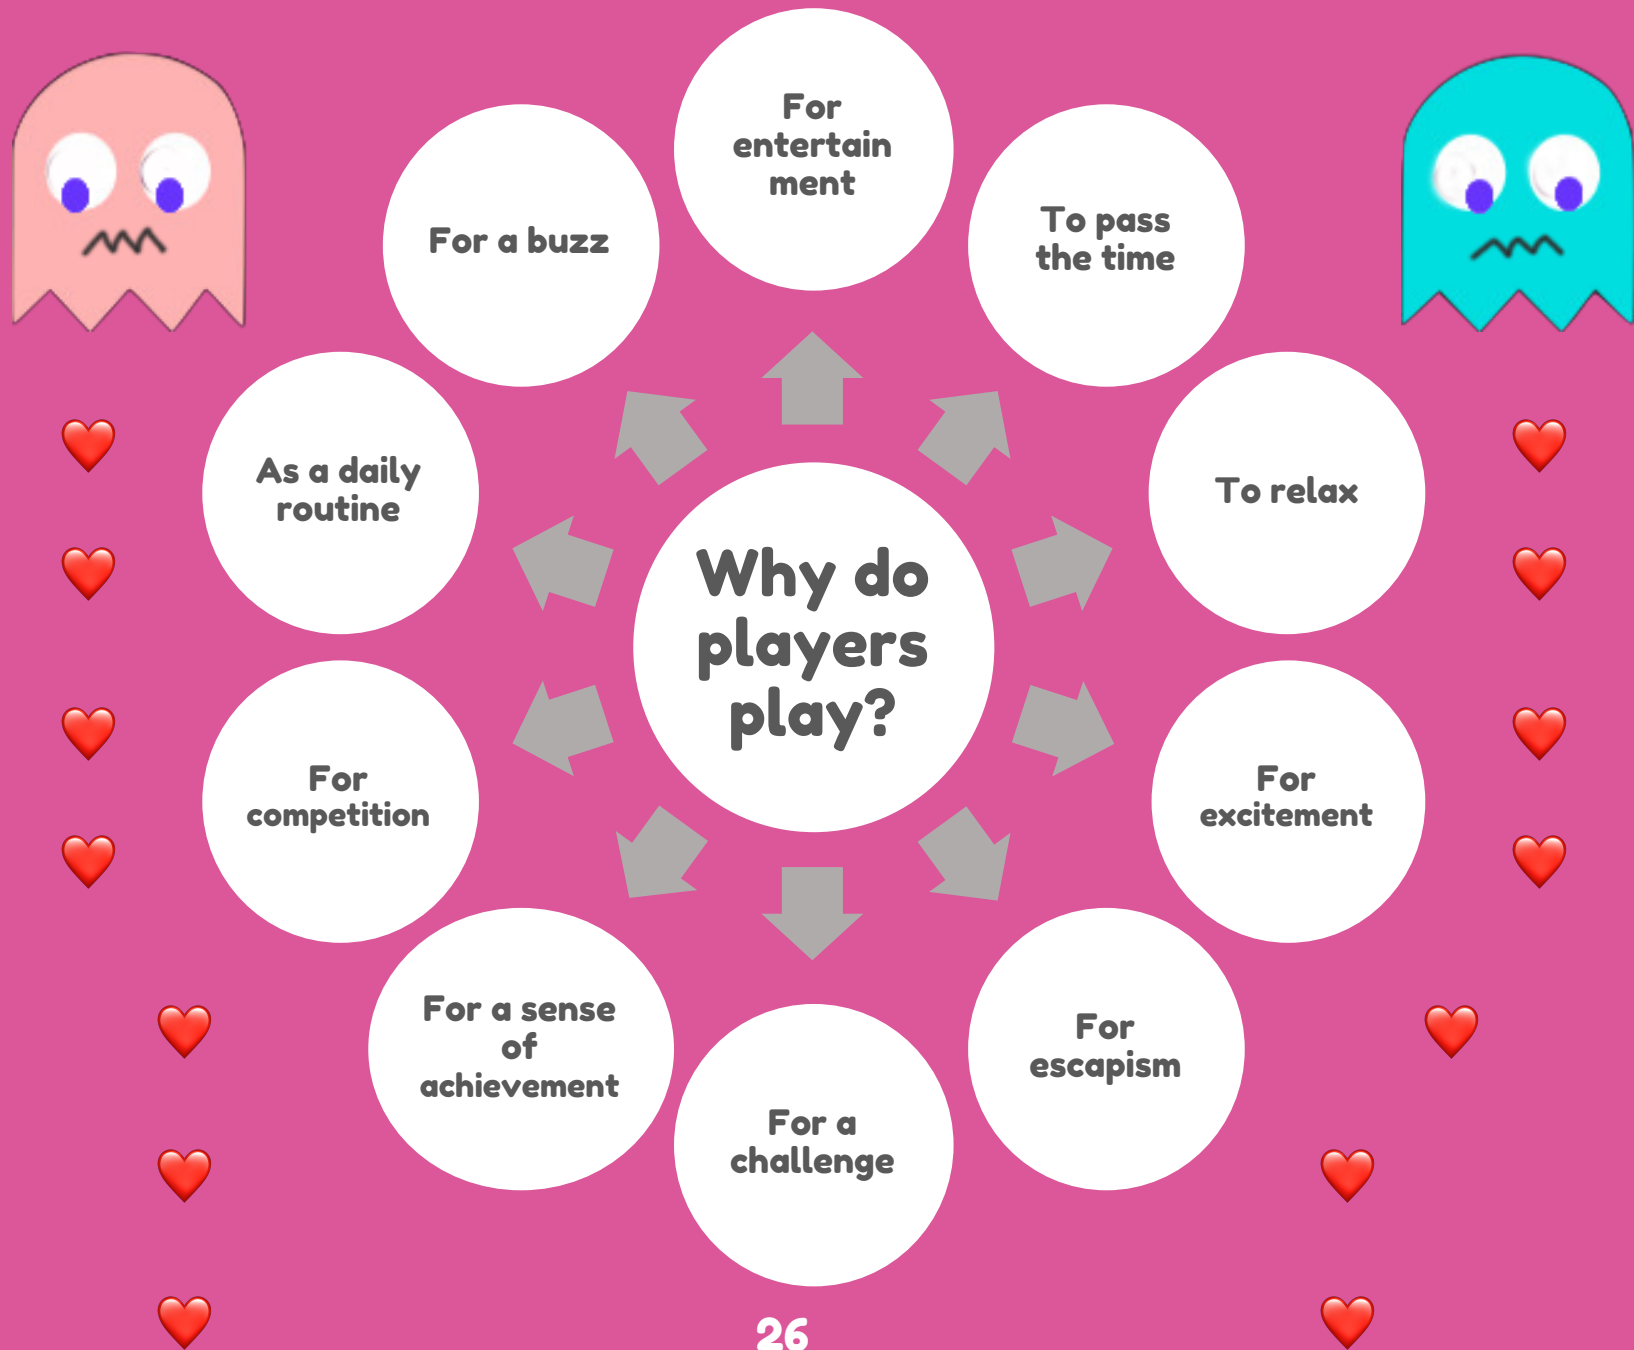 Why do
players
play?
For
entertain
ment
To pass
the time
To relax
For
excitement
For
escapism
For a
challenge
For a sense
of
achievement
For
competition
As a daily
routine
For a buzz
26